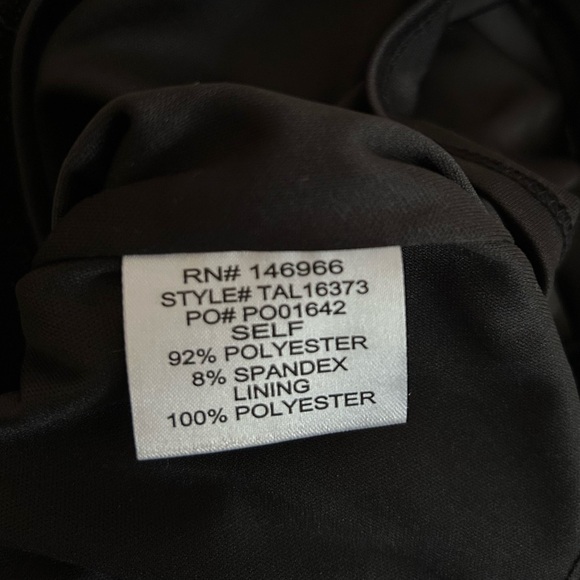 RN# 146966
STYLE# TAL16373
PO# PO01642
SELF
92% POLYESTER
8% SPANDEX
LINING
100% POLYESTER